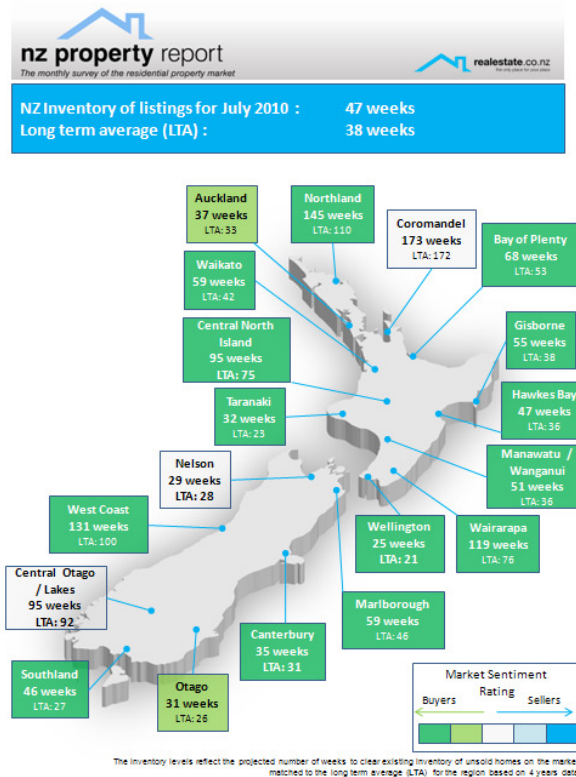 nz property report
The monthly survey of the residential property market
realestate.co.nz
the only place for your place
NZ Inventory of listings for July 2010 : 47 weeks
Long term average (LTA) : 38 weeks
Auckland
37 weeks
LTA: 33
Northland
145 weeks
LTA: 110
Coromandel
173 weeks
LTA: 172
Bay of Plenty
68 weeks
LTA: 53
Waikato
59 weeks
LTA: 42
Central North
Island
95 weeks
LTA: 75
Gisborne
55 weeks
LTA: 38
Taranaki
32 weeks
LTA: 23
Hawkes Bay
47 weeks
LTA: 36
Manawatu /
Wanganui
51 weeks
LTA: 36
Nelson
29 weeks
LTA: 28
West Coast
131 weeks
LTA: 100
Wellington
25 weeks
LTA: 21
Wairarapa
119 weeks
LTA: 76
Central Otago
/ Lakes
95 weeks
LTA: 92
Marlborough
59 weeks
LTA: 46
Canterbury
35 weeks
LTA: 31
Southland
46 weeks
LTA: 27
Otago
31 weeks
LTA: 26
Market Sentiment
Rating
Buyers Sellers
The inventory levels reflect the projected number of weeks to clear existing inventory of unsold homes on the marke
matched to the long term average (LTA) for the region based on 4 years data